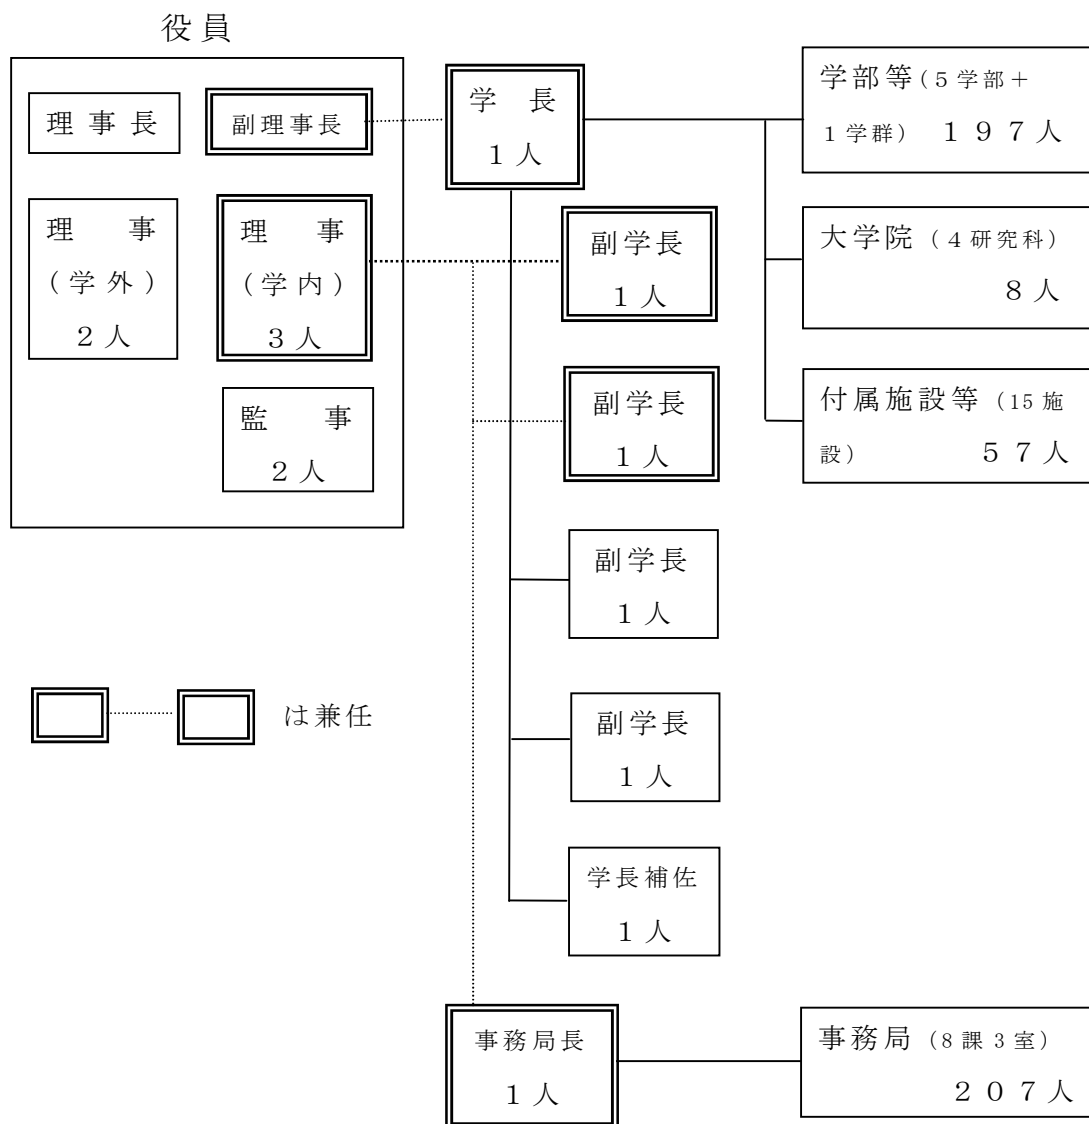 役員
理事長
副理事長
理　事
(学外)
２人
理　事
(学内)
３人
監　事
２人
学　長
１人
副学長
１人
副学長
１人
副学長
１人
副学長
１人
学長補佐
１人
事務局長
１人
学部等(5学部＋
1学群)　１９７人
大学院（4研究科）
８人
付属施設等（15施
設）　５７人
事務局（8課3室）
２０７人
は兼任